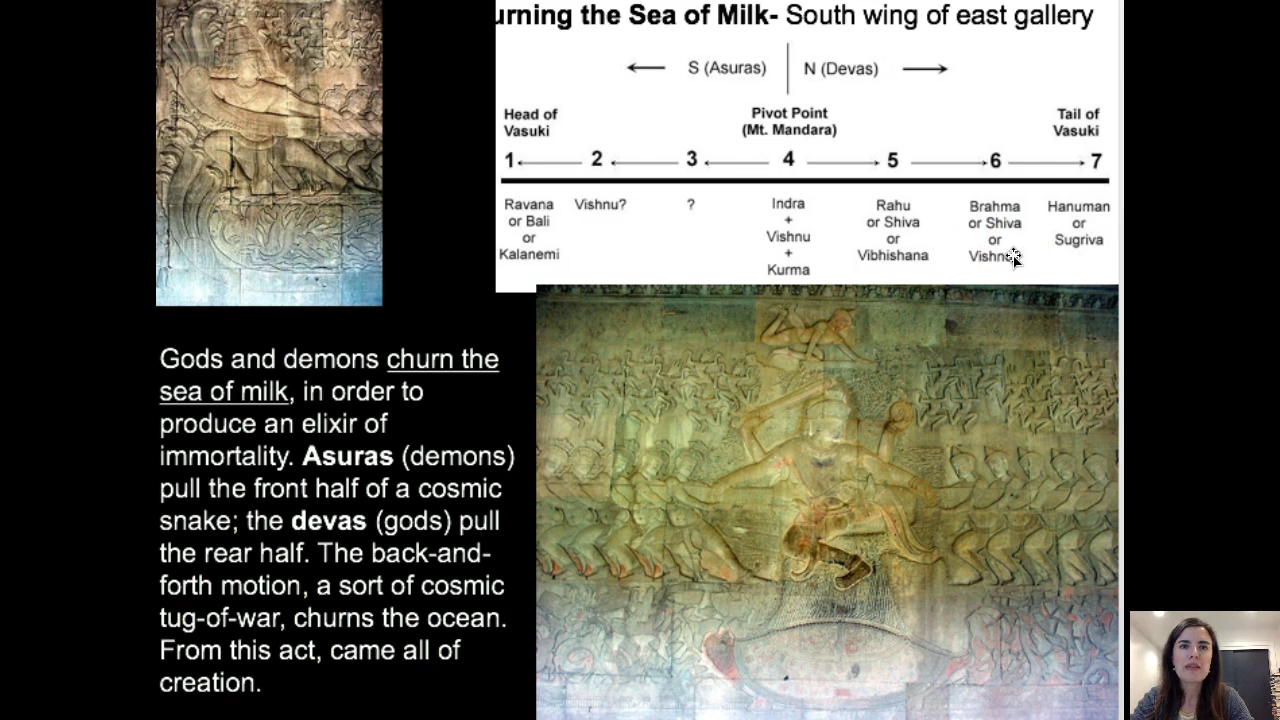 urning the Sea of Milk- South wing of east gallery
S (Asuras) N (Devas)
Head of Vasuki
Pivot Point (Mt. Mandara)
Tail of Vasuki
1 2 3 4 5 6 7
Ravana or Bali or Kalanemi
Vishnu?
?
Indra + Vishnu + Kurma
Rahu or Shiva or Vibhishana
Brahma or Shiva or Vishnu
Hanuman or Sugriva
Gods and demons churn the
sea of milk, in order to
produce an elixir of
immortality. Asuras (demons)
pull the front half of a cosmic
snake; the devas (gods) pull
the rear half. The back-and-
forth motion, a sort of cosmic
tug-of-war, churns the ocean.
From this act, came all of
creation.